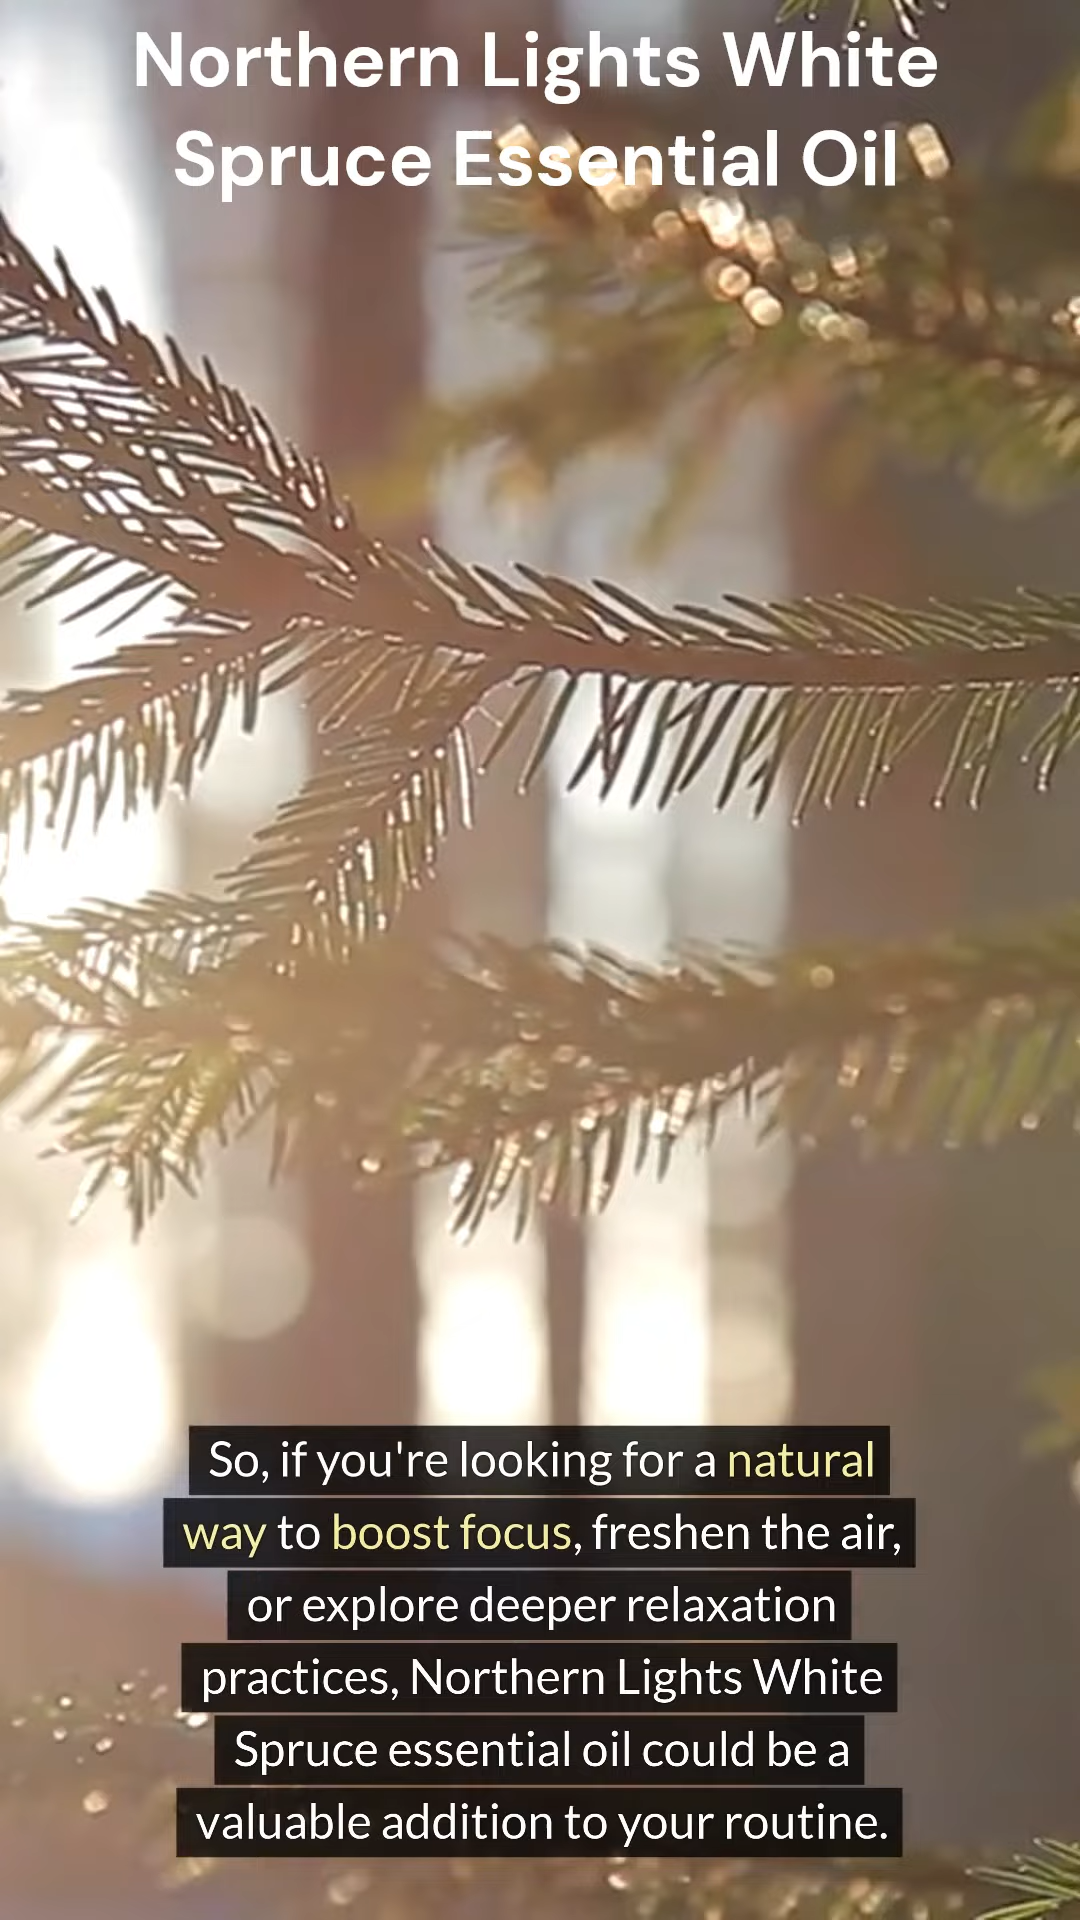 Northern Lights White
Spruce Essential Oil
So, if you're looking for a natural
way to boost focus, freshen the air,
or explore deeper relaxation
practices, Northern Lights White
Spruce essential oil could be a
valuable addition to your routine.